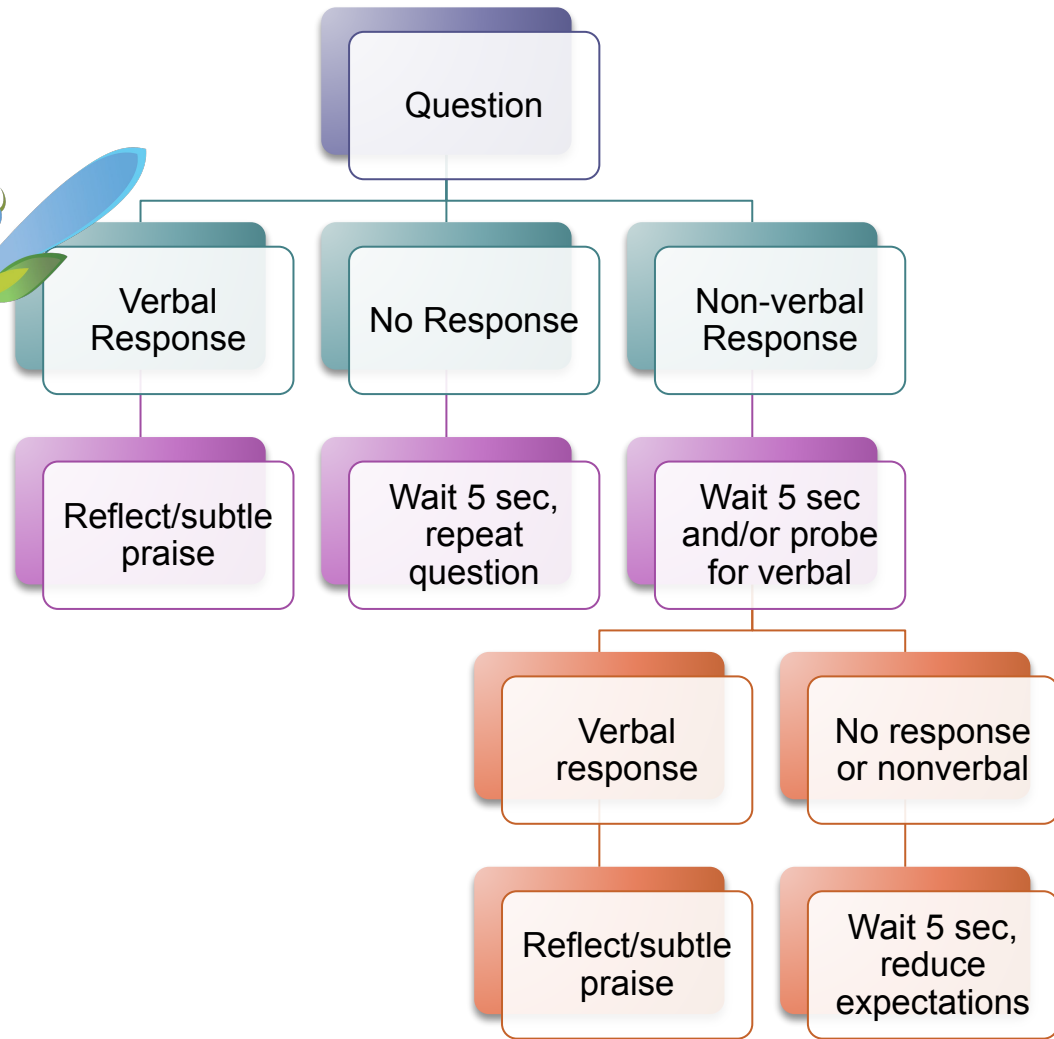 Question
Verbal
Response
No Response
Non-verbal
Response
Reflect/subtle
praise
Wait 5 sec,
repeat
question
Wait 5 sec
and/or probe
for verbal
Verbal
response
No response
or nonverbal
Reflect/subtle
praise
Wait 5 sec,
reduce
expectations